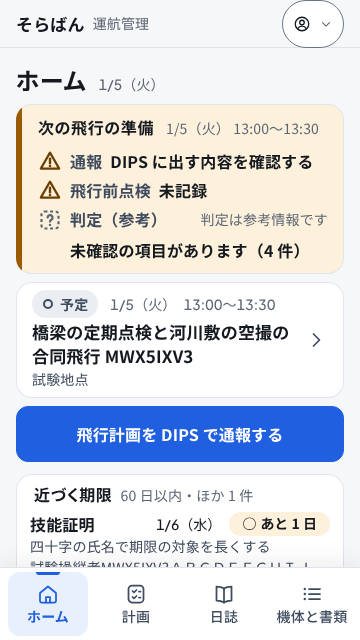 そらばん 運航管理
ホーム 1/5（火）
次の飛行の準備 1/5（火） 13:00〜13:30
通報 DIPS に出す内容を確認する
飛行前点検 未記録
判定（参考） 判定は参考情報です
未確認の項目があります（4 件）
予定 1/5（火） 13:00〜13:30
橋梁の定期点検と河川敷の空撮の
合同飛行 MWX5IXV3
試験地点
飛行計画を DIPS で通報する
近づく期限 60 日以内・ほか 1 件
技能証明 1/6（水） あと 1 日
四十字の氏名で期限の対象を長くする
ホーム 計画 日誌 機体と書類